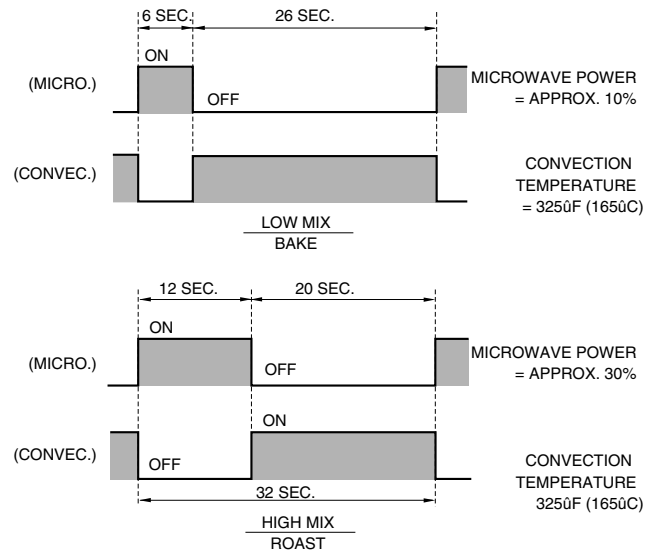 6 SEC. 26 SEC.
ON
(MICRO.) OFF MICROWAVE POWER
= APPROX. 10%
(CONVEC.) CONVECTION
TEMPERATURE
= 325ûF (165ûC)
LOW MIX
BAKE
12 SEC. 20 SEC.
ON
(MICRO.) OFF MICROWAVE POWER
= APPROX. 30%
ON
(CONVEC.) OFF CONVECTION
TEMPERATURE
325ûF (165ûC)
32 SEC.
HIGH MIX
ROAST